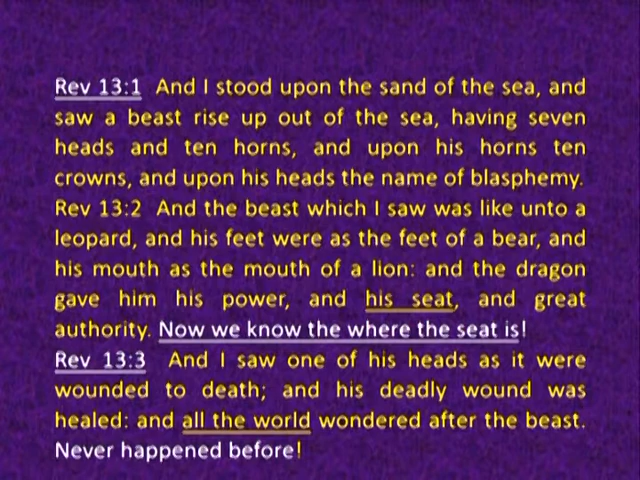 Rev 13:1 And I stood upon the sand of the sea, and
saw a beast rise up out of the sea, having seven
heads and ten horns, and upon his horns ten
crowns, and upon his heads the name of blasphemy.
Rev 13:2 And the beast which I saw was like unto a
leopard, and his feet were as the feet of a bear, and
his mouth as the mouth of a lion: and the dragon
gave him his power, and his seat, and great
authority. Now we know the where the seat is!
Rev 13:3 And I saw one of his heads as it were
wounded to death; and his deadly wound was
healed: and all the world wondered after the beast.
Never happened before!